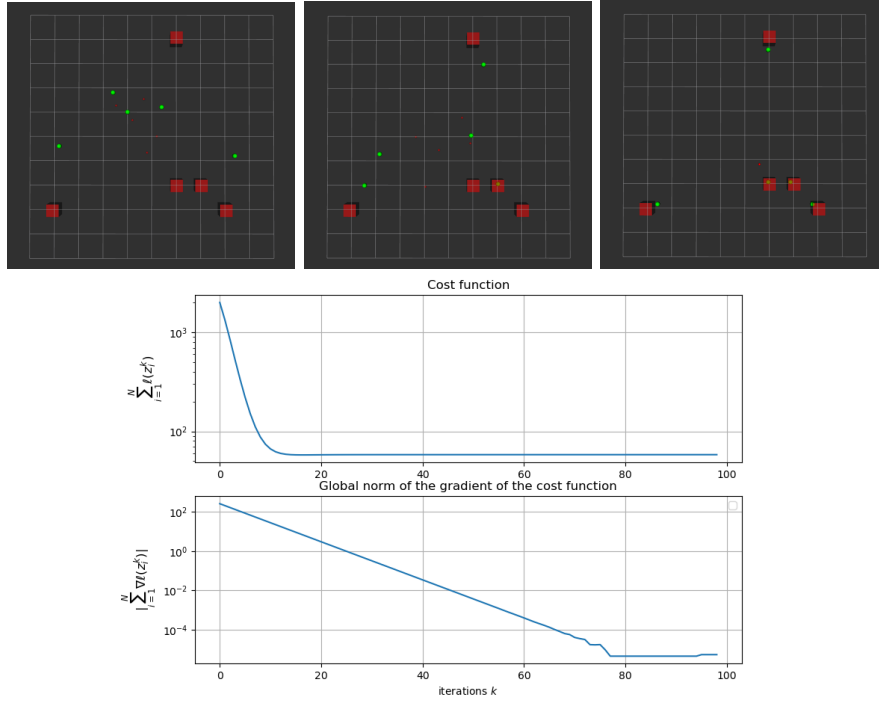 Cost function
10³
10²
N
∑ ℓ(zᵢᵏ)
i = 1
0 20 40 60 80 100
Global norm of the gradient of the cost function
10²
10⁰
10⁻²
10⁻⁴
N
|∑ ∇ℓ(zᵢᵏ)|
i = 1
0 20 40 60 80 100
iterations k